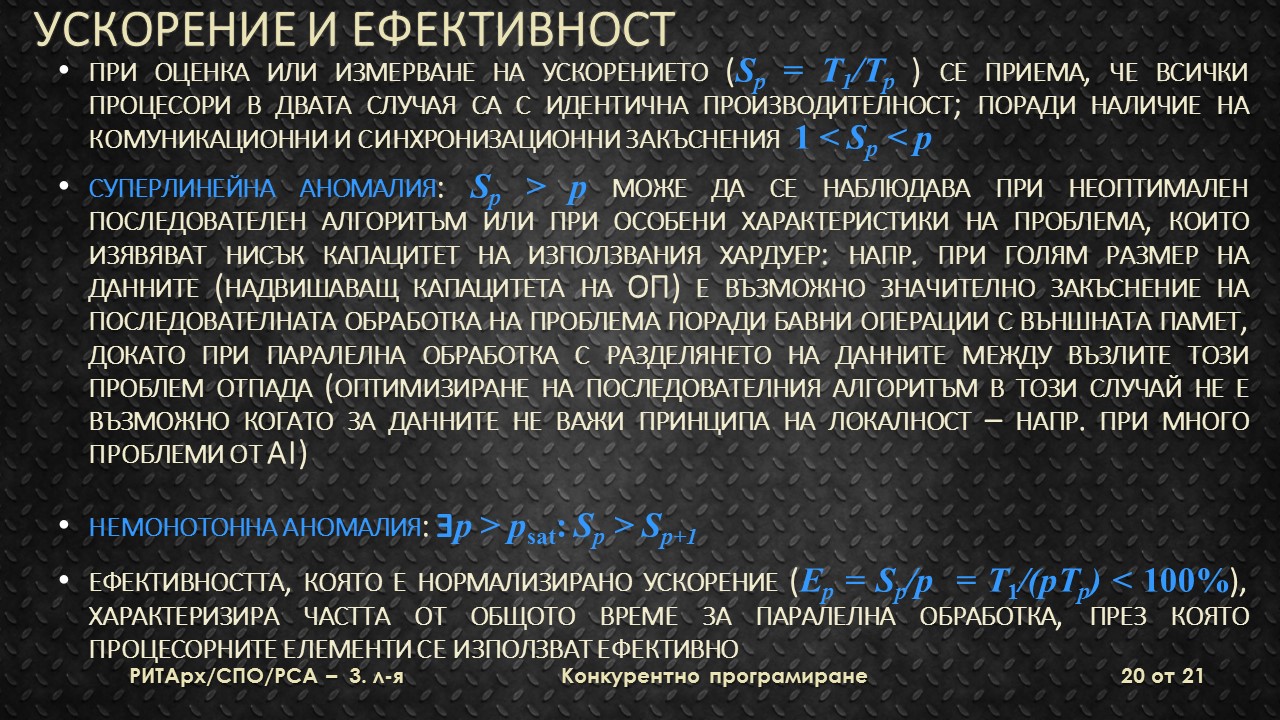 УСКОРЕНИЕ И ЕФЕКТИВНОСТ
• ПРИ ОЦЕНКА ИЛИ ИЗМЕРВАНЕ НА УСКОРЕНИЕТО (Sp = T1/Tp ) СЕ ПРИЕМА, ЧЕ ВСИЧКИ
ПРОЦЕСОРИ В ДВАТА СЛУЧАЯ СА С ИДЕНТИЧНА ПРОИЗВОДИТЕЛНОСТ; ПОРАДИ НАЛИЧИЕ НА
КОМУНИКАЦИОННИ И СИНХРОНИЗАЦИОННИ ЗАКЪСНЕНИЯ 1 < Sp < p
• СУПЕРЛИНЕЙНА АНОМАЛИЯ: Sp > p МОЖЕ ДА СЕ НАБЛЮДАВА ПРИ НЕОПТИМАЛЕН
ПОСЛЕДОВАТЕЛЕН АЛГОРИТЪМ ИЛИ ПРИ ОСОБЕНИ ХАРАКТЕРИСТИКИ НА ПРОБЛЕМА, КОИТО
ИЗЯВЯВАТ НИСЪК КАПАЦИТЕТ НА ИЗПОЛЗВАНИЯ ХАРДУЕР: НАПР. ПРИ ГОЛЯМ РАЗМЕР НА
ДАННИТЕ (НАДВИШАВАЩ КАПАЦИТЕТА НА ОП) Е ВЪЗМОЖНО ЗНАЧИТЕЛНО ЗАКЪСНЕНИЕ НА
ПОСЛЕДОВАТЕЛНАТА ОБРАБОТКА НА ПРОБЛЕМА ПОРАДИ БАВНИ ОПЕРАЦИИ С ВЪНШНАТА ПАМЕТ,
ДОКАТО ПРИ ПАРАЛЕЛНА ОБРАБОТКА С РАЗДЕЛЯНЕТО НА ДАННИТЕ МЕЖДУ ВЪЗЛИТЕ ТОЗИ
ПРОБЛЕМ ОТПАДА (ОПТИМИЗИРАНЕ НА ПОСЛЕДОВАТЕЛНИЯ АЛГОРИТЪМ В ТОЗИ СЛУЧАЙ НЕ Е
ВЪЗМОЖНО КОГАТО ЗА ДАННИТЕ НЕ ВАЖИ ПРИНЦИПА НА ЛОКАЛНОСТ – НАПР. ПРИ МНОГО
ПРОБЛЕМИ ОТ AI)
• НЕМОНОТОННА АНОМАЛИЯ: ∃p > psat: Sp > Sp+1
• ЕФЕКТИВНОСТТА, КОЯТО Е НОРМАЛИЗИРАНО УСКОРЕНИЕ (Ep = Sp/p = T1/(pTp) < 100%),
ХАРАКТЕРИЗИРА ЧАСТТА ОТ ОБЩОТО ВРЕМЕ ЗА ПАРАЛЕЛНА ОБРАБОТКА, ПРЕЗ КОЯТО
ПРОЦЕСОРНИТЕ ЕЛЕМЕНТИ СЕ ИЗПОЛЗВАТ ЕФЕКТИВНО
РИТАрх/СПО/РСА – 3. л-я Конкурентно програмиране 20 от 21